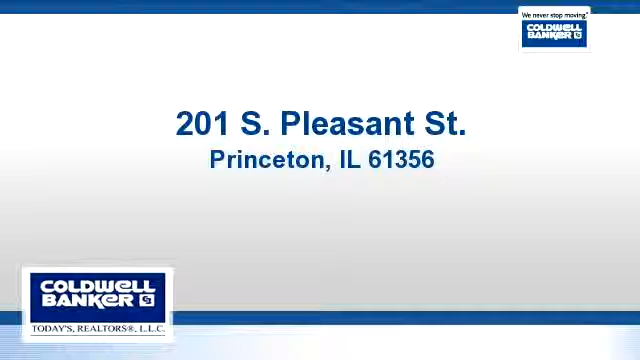 We never stop moving.®
COLDWELL
BANKER
201 S. Pleasant St.
Princeton, IL 61356
COLDWELL
BANKER
TODAY'S, REALTORS®, L.L.C.